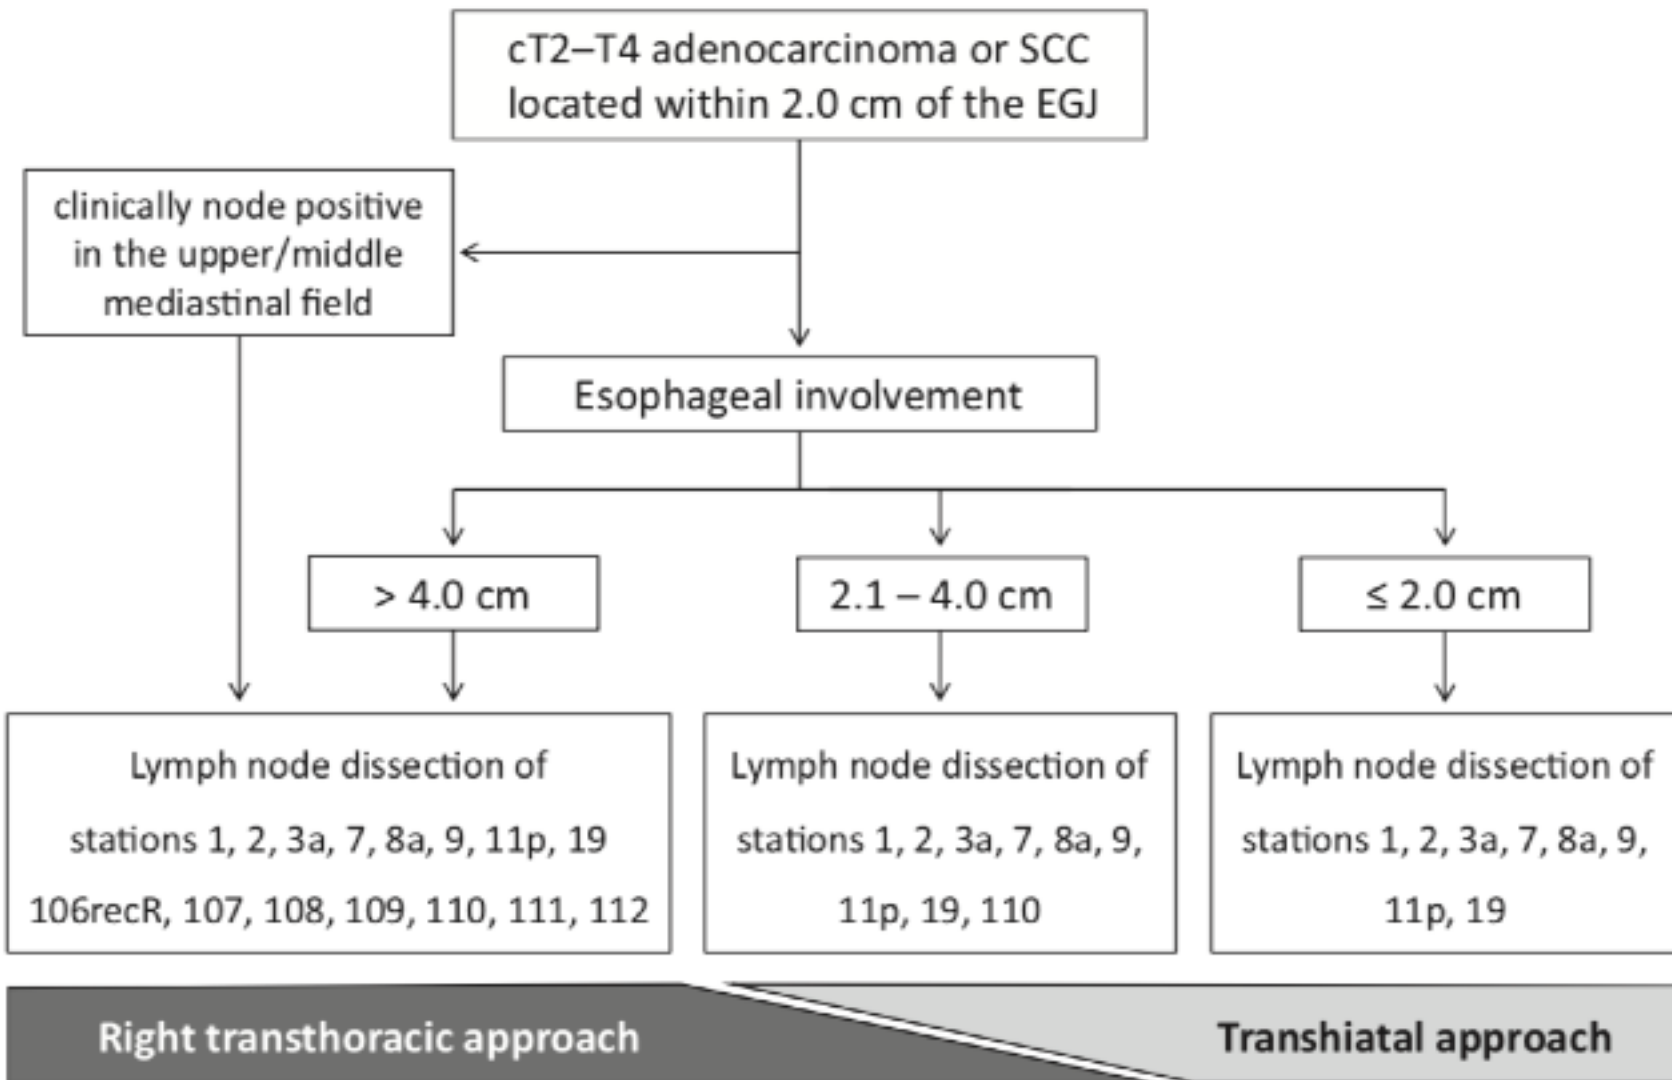 cT2–T4 adenocarcinoma or SCC
located within 2.0 cm of the EGJ
clinically node positive
in the upper/middle
mediastinal field
Esophageal involvement
> 4.0 cm
2.1 – 4.0 cm
≤ 2.0 cm
Lymph node dissection of
stations 1, 2, 3a, 7, 8a, 9, 11p, 19
106recR, 107, 108, 109, 110, 111, 112
Lymph node dissection of
stations 1, 2, 3a, 7, 8a, 9,
11p, 19, 110
Lymph node dissection of
stations 1, 2, 3a, 7, 8a, 9,
11p, 19
Right transthoracic approach
Transhiatal approach